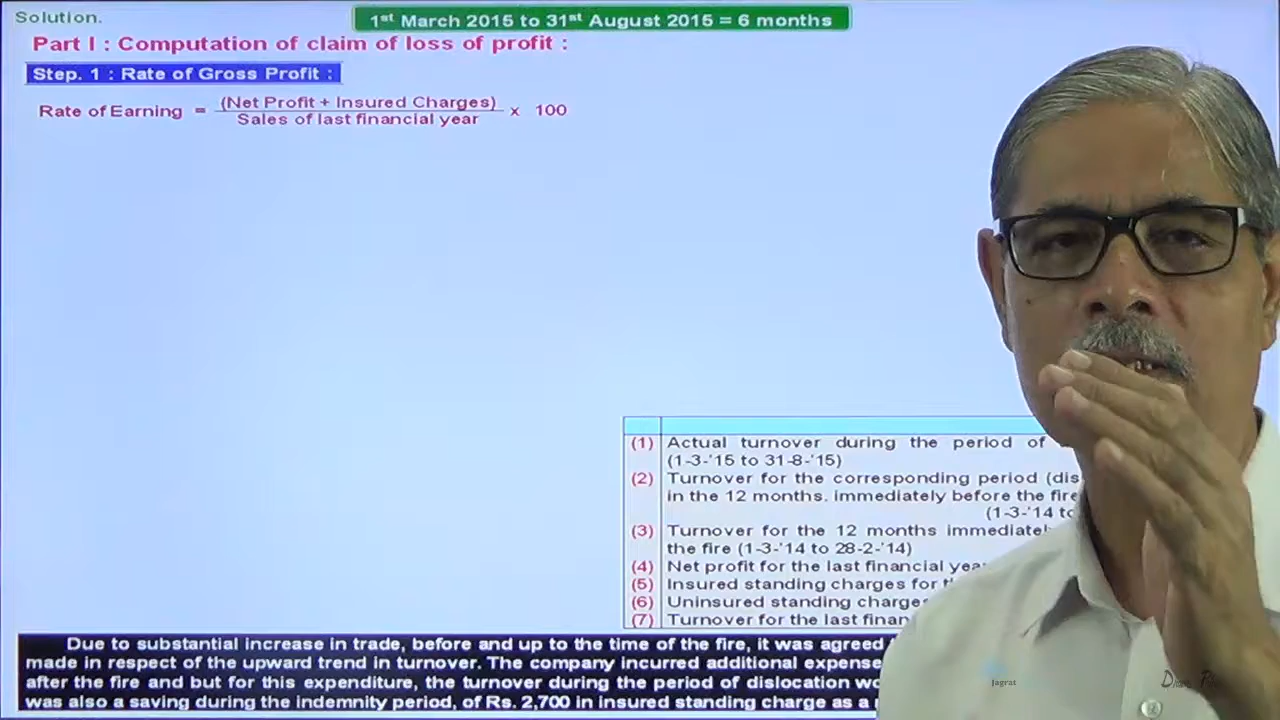 Solution.
1st March 2015 to 31st August 2015 = 6 months
Part I : Computation of claim of loss of profit :
Step. 1 : Rate of Gross Profit :
Rate of Earning = (Net Profit + Insured Charges) / Sales of last financial year x 100
(1) Actual turnover during the period of
(1-3-'15 to 31-8-'15)
(2) Turnover for the corresponding period
in the 12 months. immediately before the fire
(1-3-'14 to
(3) Turnover for the 12 months
the fire (1-3-'14 to 28-2-'14)
(4) Net profit for the last financial
(5) Insured standing charges for
(6) Uninsured standing
(7) Turnover for the last
Due to substantial increase in trade, before and up to the time of the fire, it was agreed
made in respect of the upward trend in turnover. The company incurred additional
after the fire and but for this expenditure, the turnover during the period of dislocation
was also a saving during the indemnity period, of Rs. 2,700 in insured standing charge as a
Jagrat